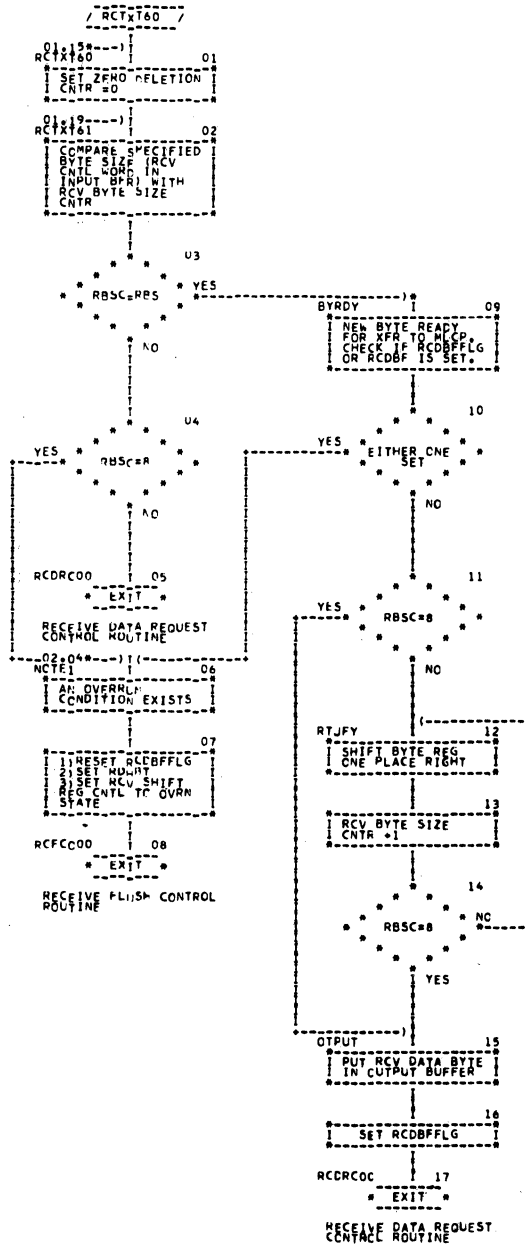 / RCTXT60 /
01.15*---)
RCTXT60 01
SET ZERO DELETION
CNTR =0
01.19----)
RCTXT61 02
COMPARE SPECIFIED
BYTE SIZE (RCV
CNTL WORD IN
INPUT BFR) WITH
RCV BYTE SIZE
CNTR
03
RBSC=RBS
YES
NO
04
YES
RBSC=8
NO
RCDRC00 05
* EXIT *
RECEIVE DATA REQUEST
CONTROL ROUTINE
02.04*---)
NOTE1 06
AN OVERRUN
CONDITION EXISTS
07
1)RESET RCDBFFLG
2)SET
3)SET RCV SHIFT
REG CNTL TO OVRN
STATE
RCFC000 08
* EXIT *
RECEIVE FLUSH CONTROL
ROUTINE
BYRDY 09
NEW BYTE READY
FOR XFR TO MLCP.
CHECK IF RCDBFFLG
OR RCDBF IS SET.
10
YES
EITHER ONE
SET
NO
11
YES
RBSC=8
NO
RTJFY 12
SHIFT BYTE REG
ONE PLACE RIGHT
13
RCV BYTE SIZE
CNTR +1
14
RBSC=8
NO
YES
OTPUT 15
PUT RCV DATA BYTE
IN OUTPUT BUFFER
16
SET RCDBFFLG
RCDRC00 17
* EXIT *
RECEIVE DATA REQUEST
CONTROL ROUTINE